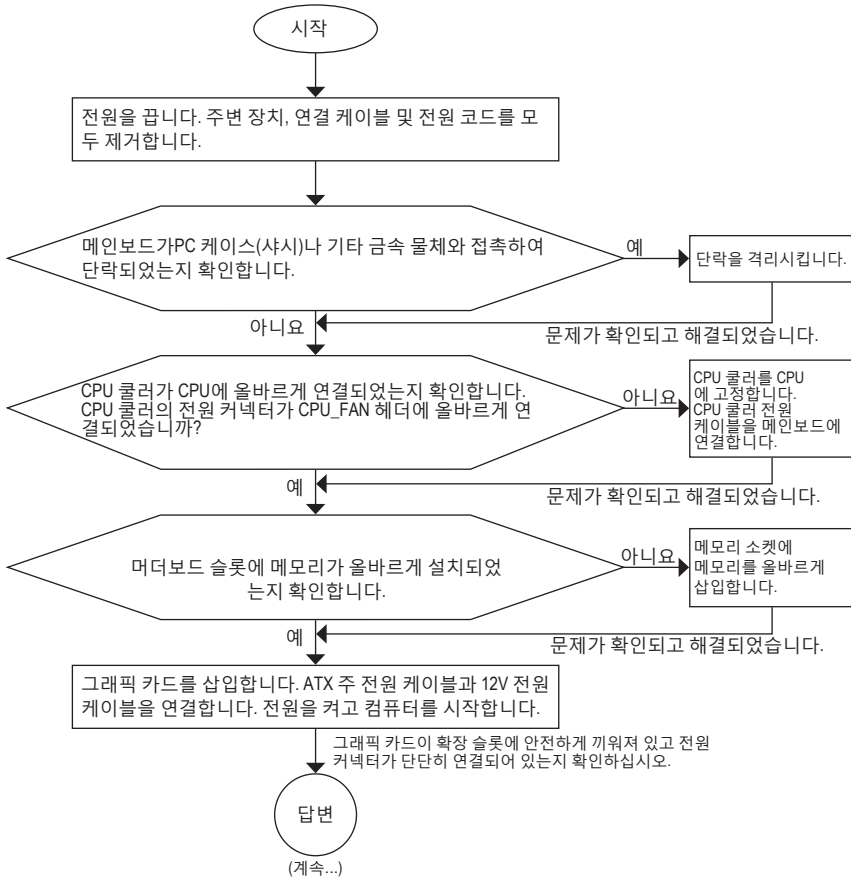 시작
전원을 끕니다. 주변 장치, 연결 케이블 및 전원 코드를 모
두 제거합니다.
메인보드가PC 케이스(샤시)나 기타 금속 물체와 접촉하여
단락되었는지 확인합니다.
예
단락을 격리시킵니다.
아니요
문제가 확인되고 해결되었습니다.
CPU 쿨러가 CPU에 올바르게 연결되었는지 확인합니다.
CPU 쿨러의 전원 커넥터가 CPU_FAN 헤더에 올바르게 연
결되었습니까?
아니요
CPU 쿨러를 CPU
에 고정합니다.
CPU 쿨러 전원
케이블을 메인보드에
연결합니다.
예
문제가 확인되고 해결되었습니다.
머더보드 슬롯에 메모리가 올바르게 설치되었
는지 확인합니다.
아니요
메모리 소켓에
메모리를 올바르게
삽입합니다.
예
문제가 확인되고 해결되었습니다.
그래픽 카드를 삽입합니다. ATX 주 전원 케이블과 12V 전원
케이블을 연결합니다. 전원을 켜고 컴퓨터를 시작합니다.
그래픽 카드이 확장 슬롯에 안전하게 끼워져 있고 전원
커넥터가 단단히 연결되어 있는지 확인하십시오.
답변
(계속...)